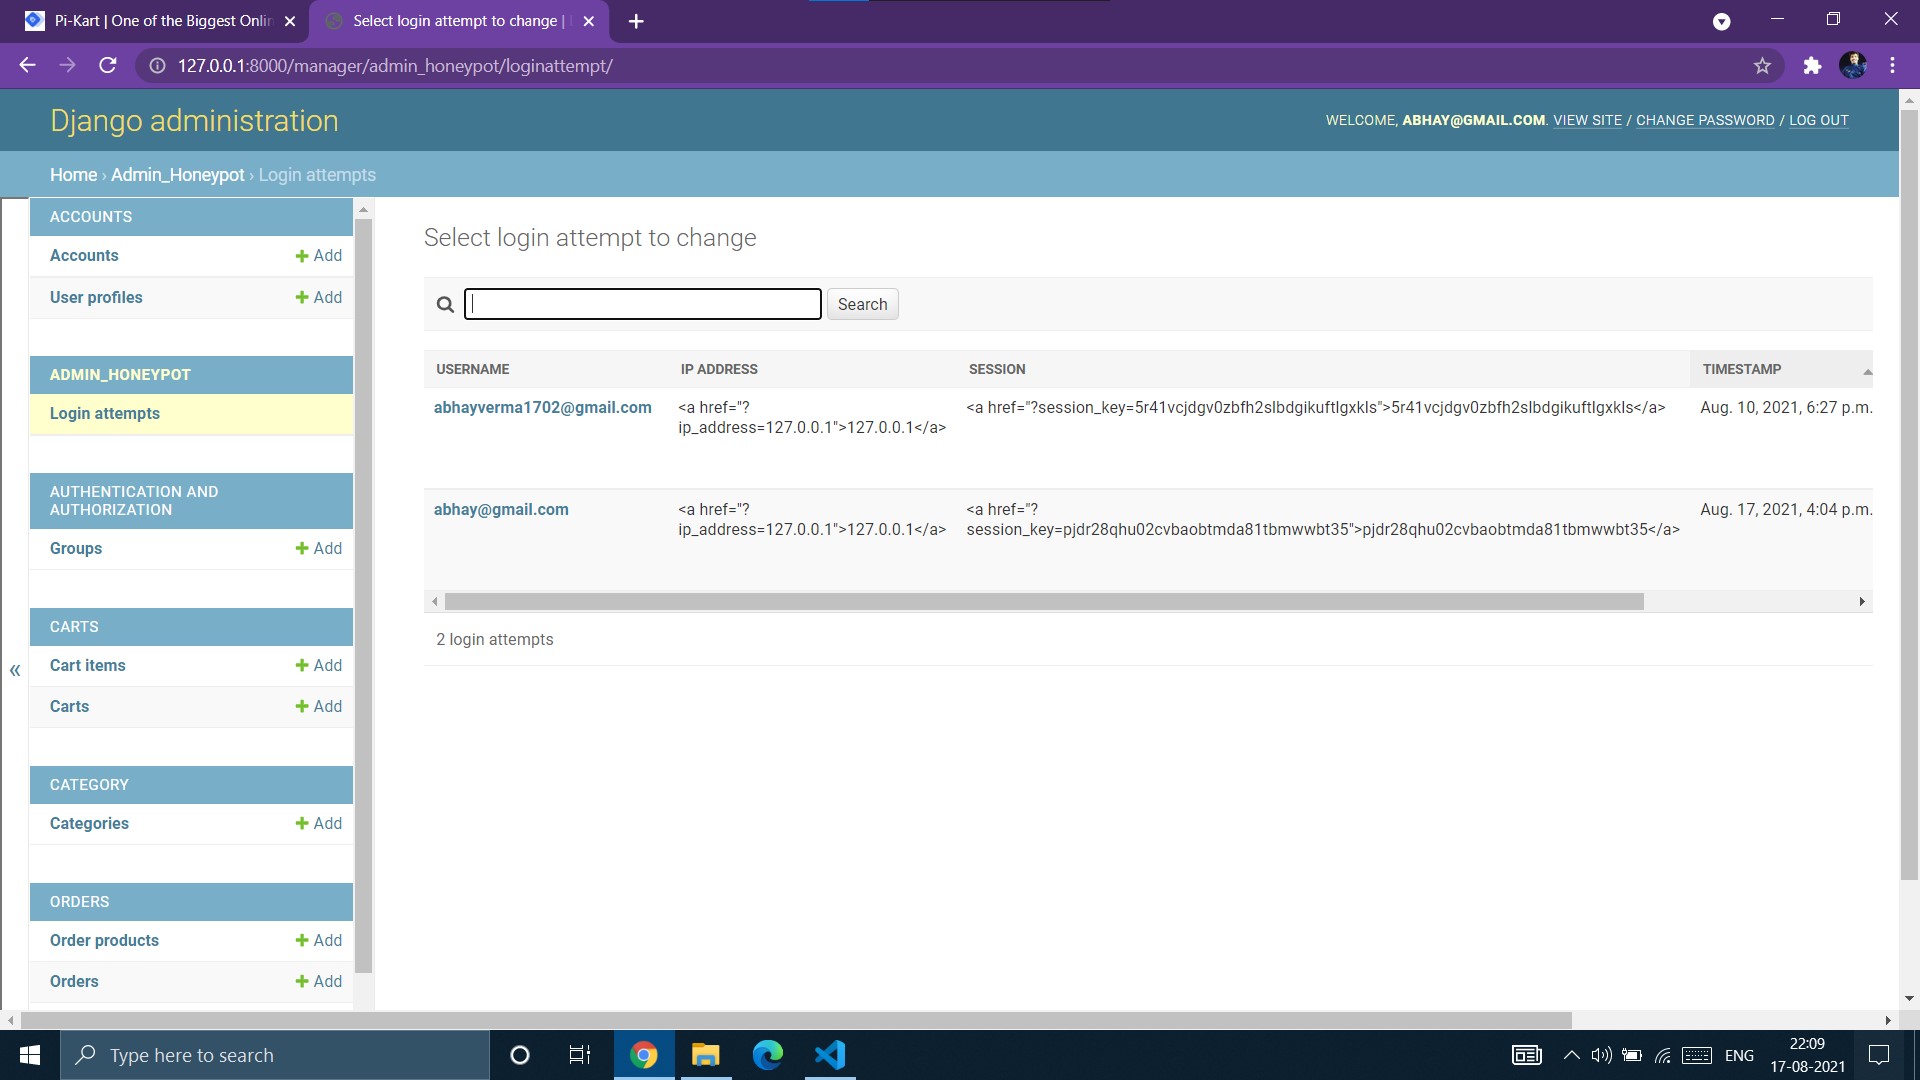 Pi-Kart | One of the Biggest Onlin
Select login attempt to change |
127.0.0.1:8000/manager/admin_honeypot/loginattempt/
Django administration
WELCOME, ABHAY@GMAIL.COM. VIEW SITE / CHANGE PASSWORD / LOG OUT
Home › Admin_Honeypot › Login attempts
ACCOUNTS
Accounts + Add
User profiles + Add
ADMIN_HONEYPOT
Login attempts
AUTHENTICATION AND
AUTHORIZATION
Groups + Add
CARTS
Cart items + Add
Carts + Add
CATEGORY
Categories + Add
ORDERS
Order products + Add
Orders + Add
«
Select login attempt to change
Search
USERNAME IP ADDRESS SESSION TIMESTAMP
abhayverma1702@gmail.com <a href="? <a href="?session_key=5r41vcjdgv0zbfh2slbdgikuftlgxkls">5r41vcjdgv0zbfh2slbdgikuftlgxkls</a> Aug. 10, 2021, 6:27 p.m.
ip_address=127.0.0.1">127.0.0.1</a>
abhay@gmail.com <a href="? <a href="? Aug. 17, 2021, 4:04 p.m.
ip_address=127.0.0.1">127.0.0.1</a> session_key=pjdr28qhu02cvbaobtmda81tbmwwbt35">pjdr28qhu02cvbaobtmda81tbmwwbt35</a>
2 login attempts
Type here to search
ENG
22:09
17-08-2021